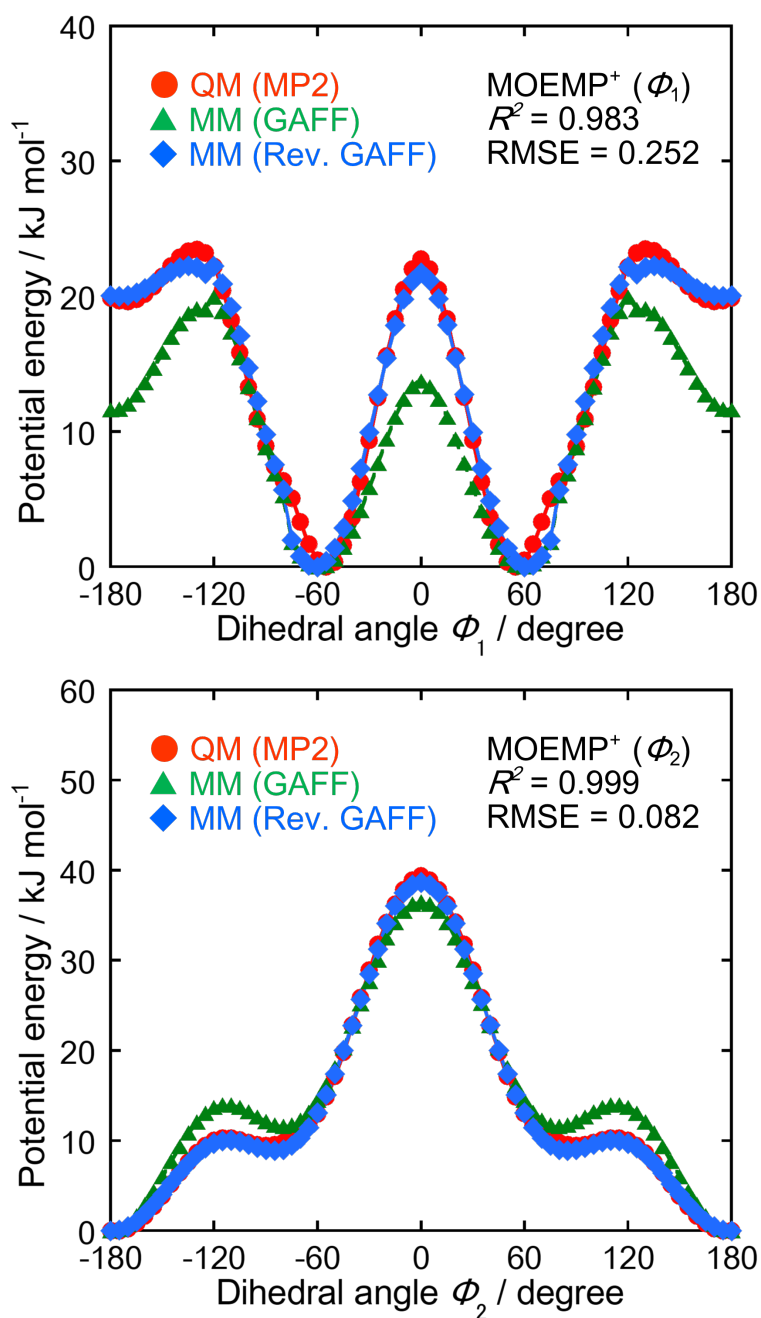 40
30
20
10
0
Potential energy / kJ mol⁻¹
QM (MP2)
MM (GAFF)
MM (Rev. GAFF)
MOEMP⁺ (Φ₁)
R² = 0.983
RMSE = 0.252
-180 -120 -60 0 60 120 180
Dihedral angle Φ₁ / degree
60
50
40
30
20
10
0
Potential energy / kJ mol⁻¹
QM (MP2)
MM (GAFF)
MM (Rev. GAFF)
MOEMP⁺ (Φ₂)
R² = 0.999
RMSE = 0.082
-180 -120 -60 0 60 120 180
Dihedral angle Φ₂ / degree